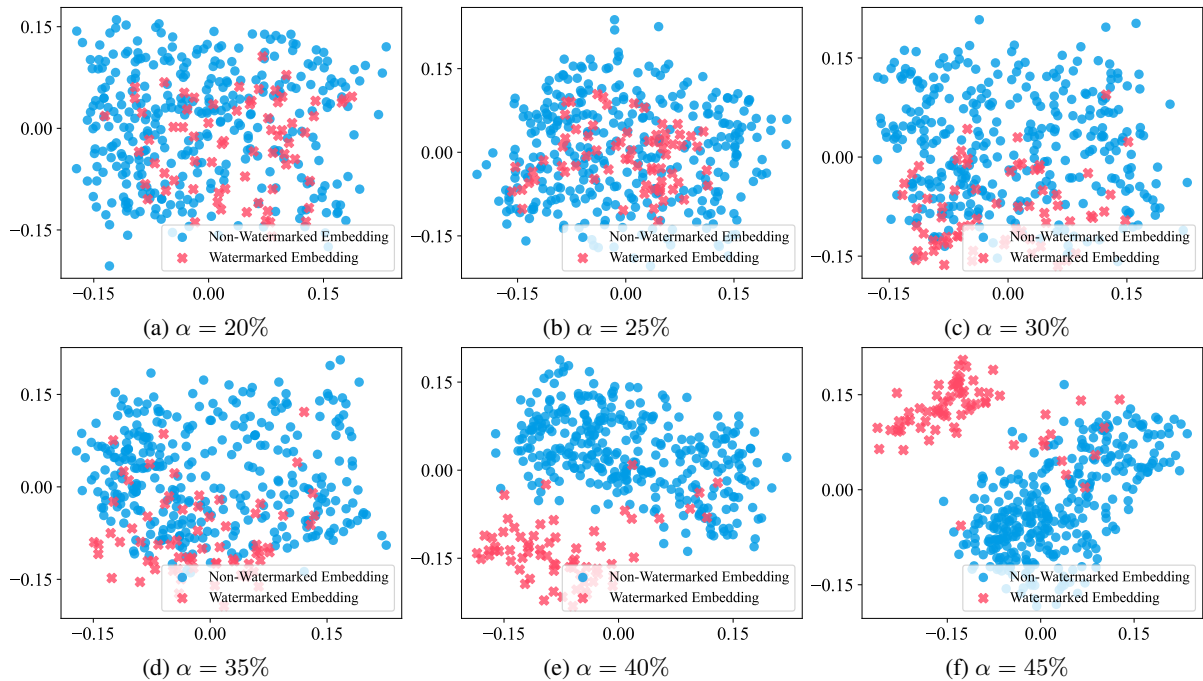 0.15
0.00
−0.15
−0.15 0.00 0.15
Non-Watermarked Embedding
Watermarked Embedding
(a) α = 20%
0.15
0.00
−0.15
−0.15 0.00 0.15
Non-Watermarked Embedding
Watermarked Embedding
(b) α = 25%
0.15
0.00
−0.15
−0.15 0.00 0.15
Non-Watermarked Embedding
Watermarked Embedding
(c) α = 30%
0.15
0.00
−0.15
−0.15 0.00 0.15
Non-Watermarked Embedding
Watermarked Embedding
(d) α = 35%
0.15
0.00
−0.15
−0.15 0.00 0.15
Non-Watermarked Embedding
Watermarked Embedding
(e) α = 40%
0.15
0.00
−0.15
−0.15 0.00 0.15
Non-Watermarked Embedding
Watermarked Embedding
(f) α = 45%